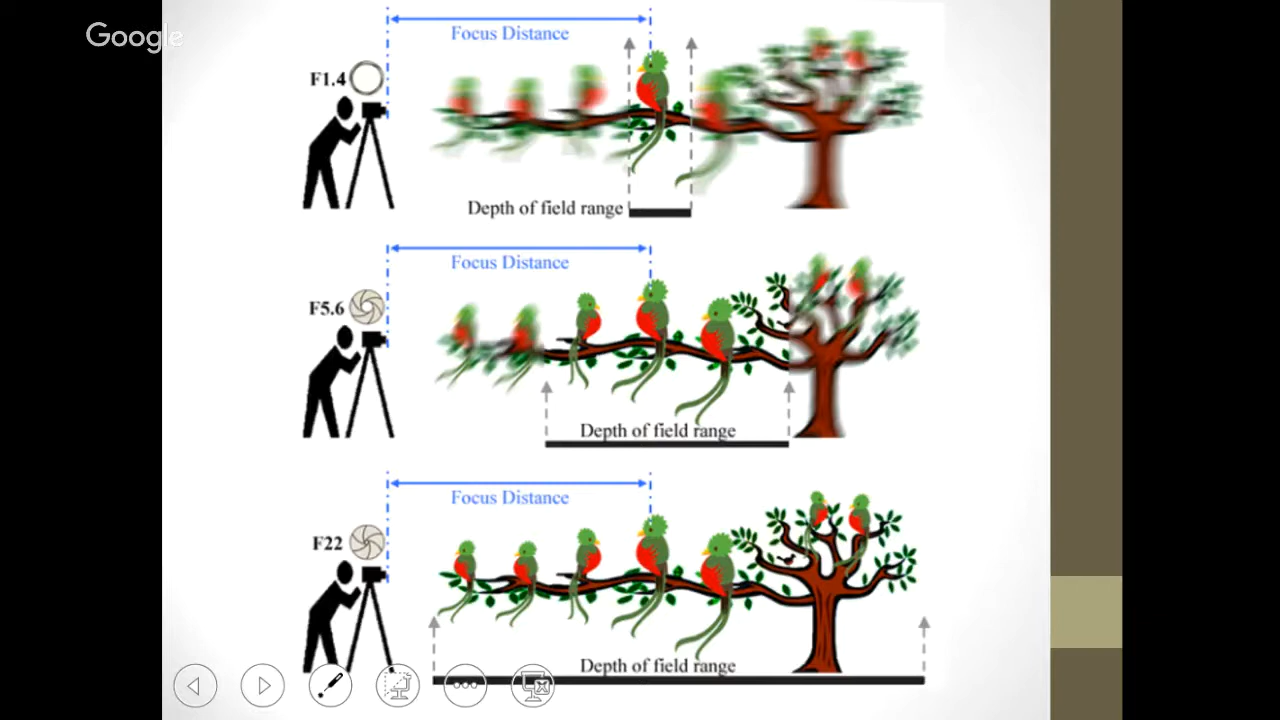 Google
Focus Distance
F1.4
Depth of field range
Focus Distance
F5.6
Depth of field range
Focus Distance
F22
Depth of field range